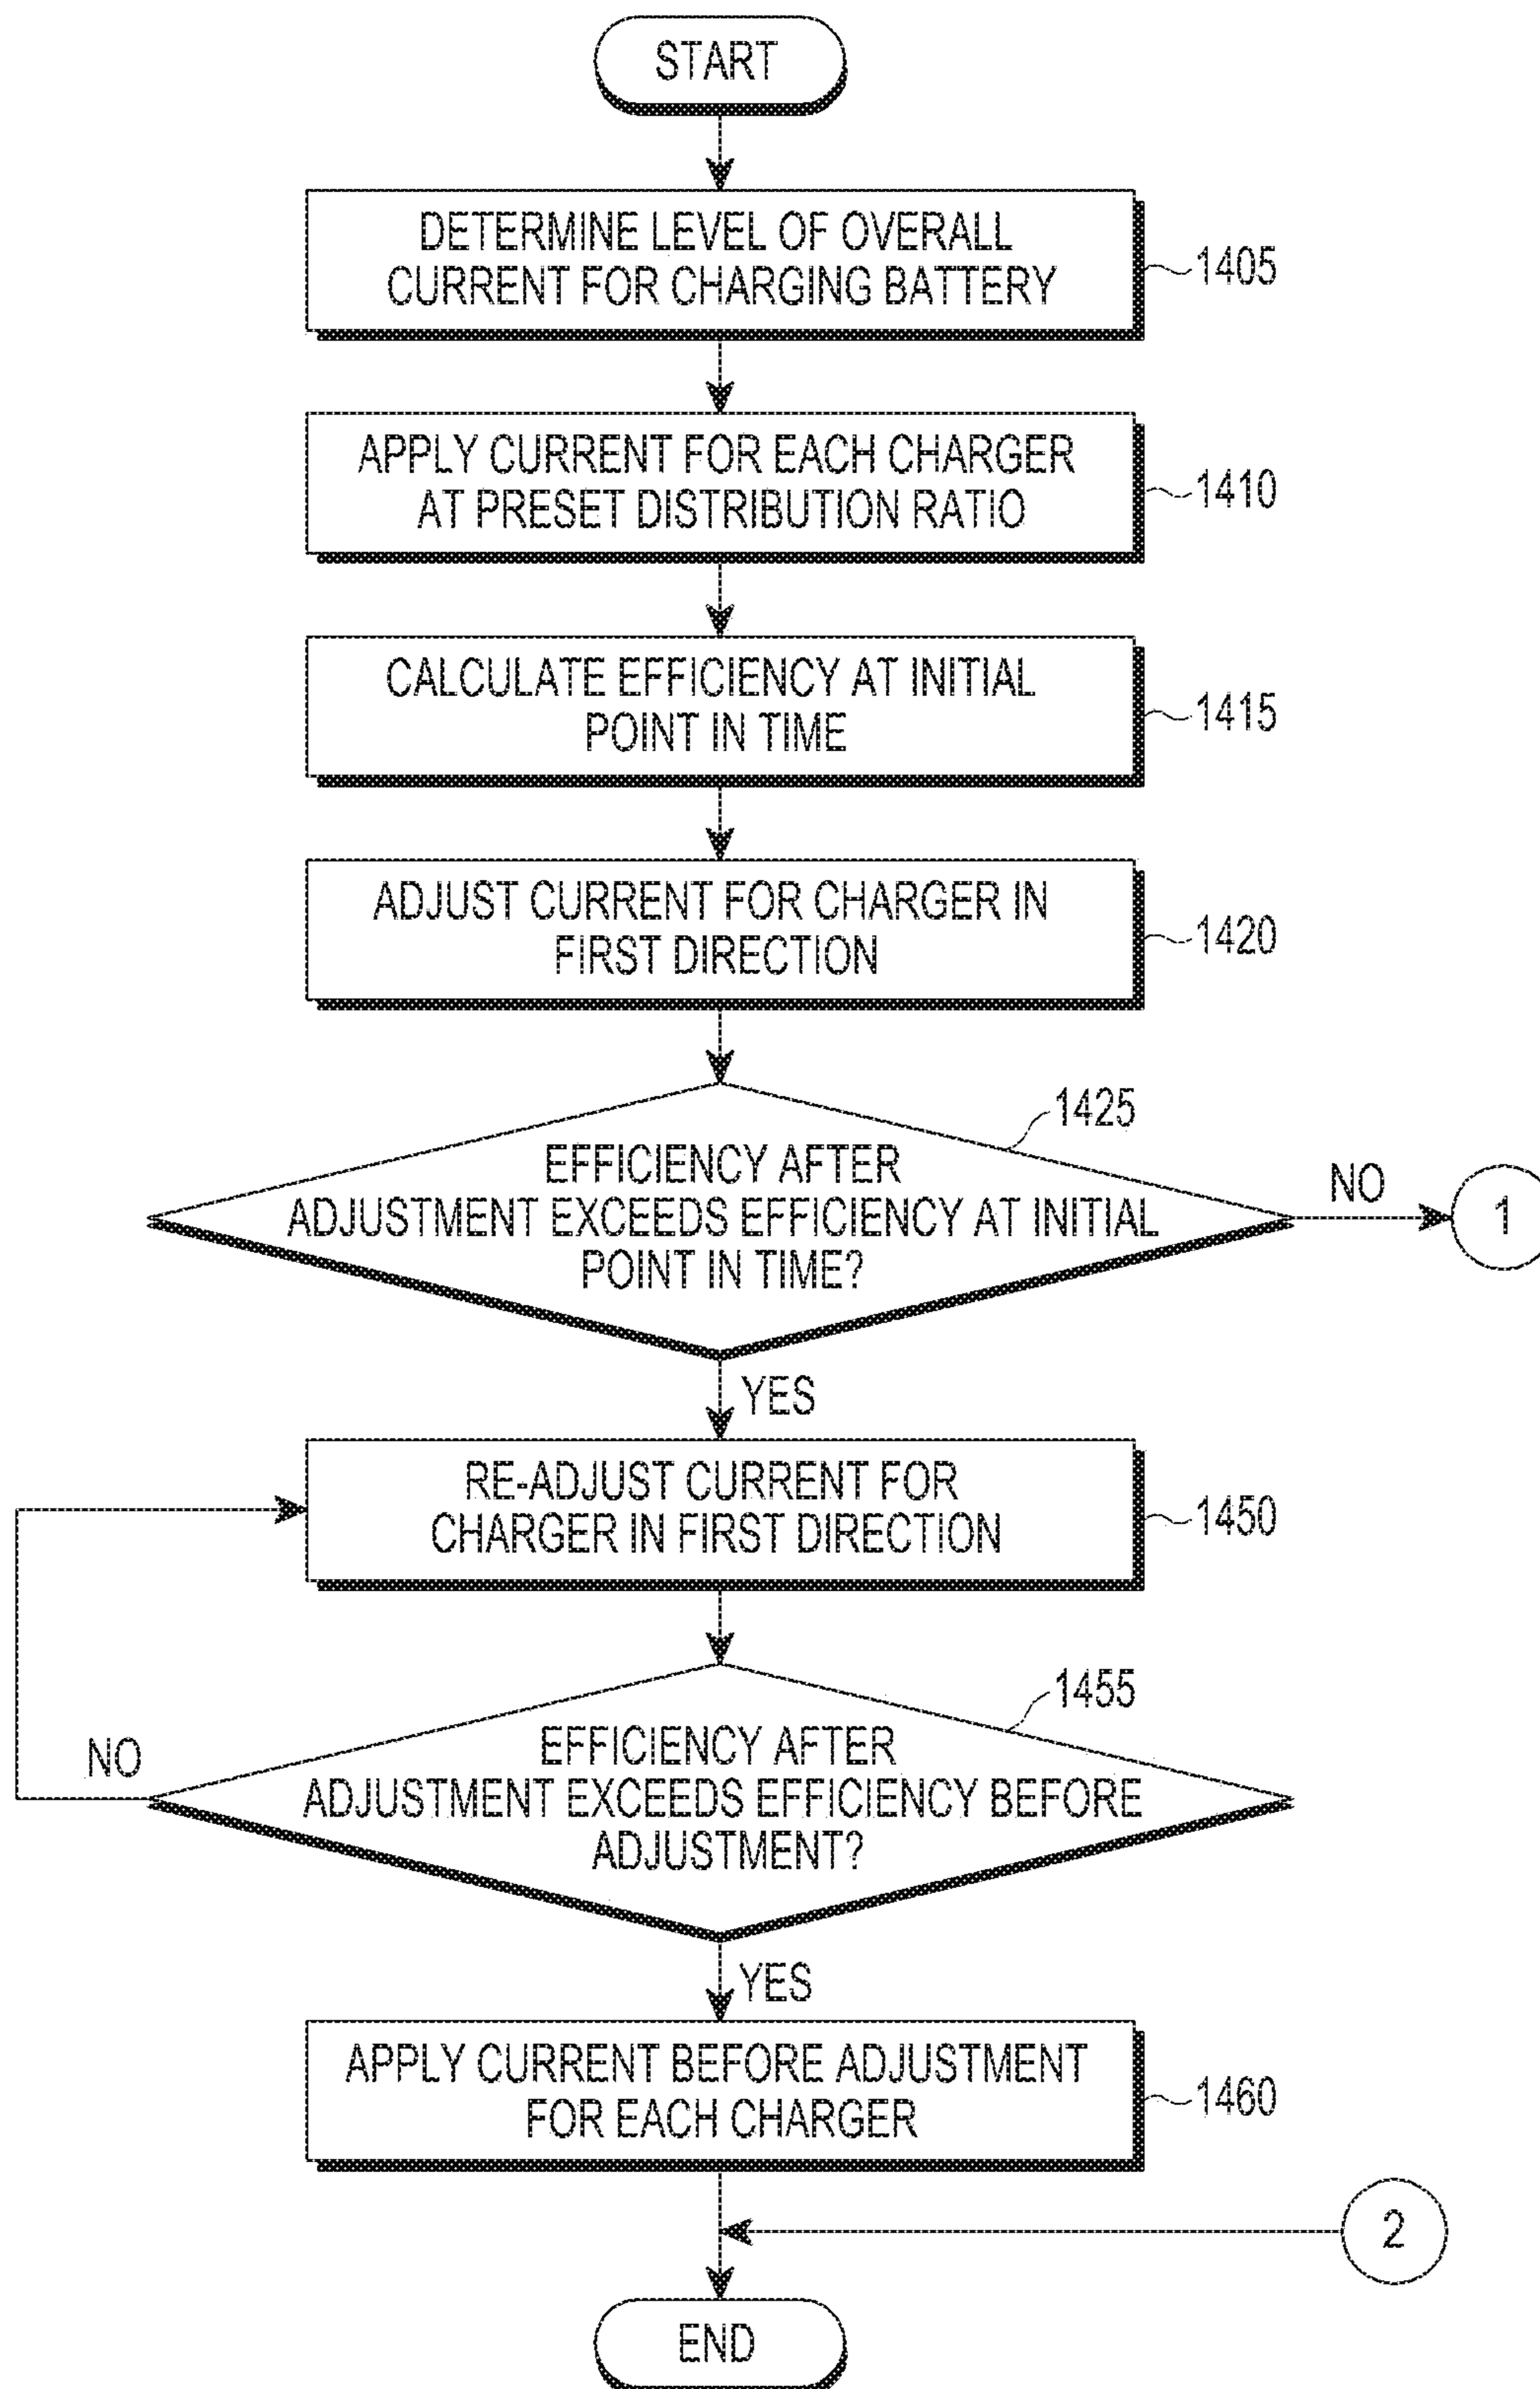 START
DETERMINE LEVEL OF OVERALL
CURRENT FOR CHARGING BATTERY
1405
APPLY CURRENT FOR EACH CHARGER
AT PRESET DISTRIBUTION RATIO
1410
CALCULATE EFFICIENCY AT INITIAL
POINT IN TIME
1415
ADJUST CURRENT FOR CHARGER IN
FIRST DIRECTION
1420
1425
EFFICIENCY AFTER
ADJUSTMENT EXCEEDS EFFICIENCY AT INITIAL
POINT IN TIME?
NO
1
YES
RE-ADJUST CURRENT FOR
CHARGER IN FIRST DIRECTION
1450
1455
EFFICIENCY AFTER
ADJUSTMENT EXCEEDS EFFICIENCY BEFORE
ADJUSTMENT?
NO
YES
APPLY CURRENT BEFORE ADJUSTMENT
FOR EACH CHARGER
1460
2
END